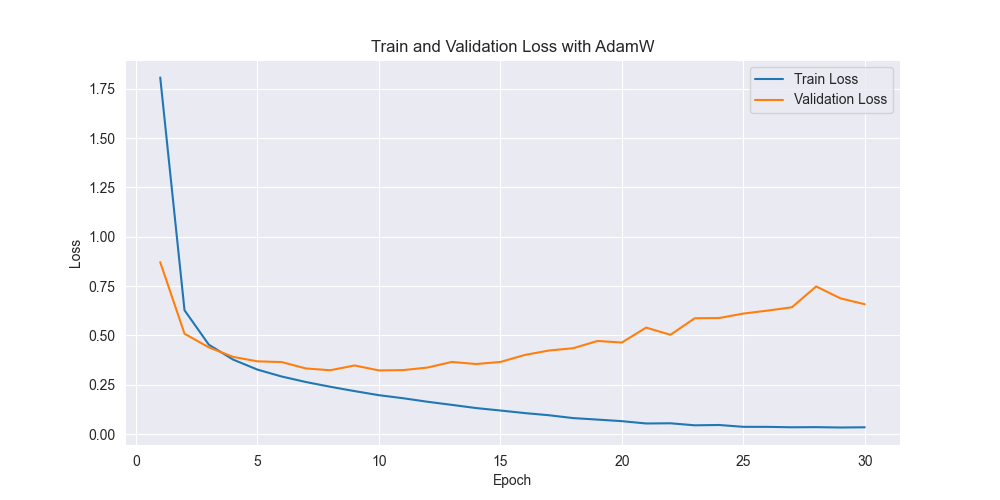 Train and Validation Loss with AdamW
Train Loss
Validation Loss
1.75
1.50
1.25
1.00
0.75
0.50
0.25
0.00
Loss
0 5 10 15 20 25 30
Epoch